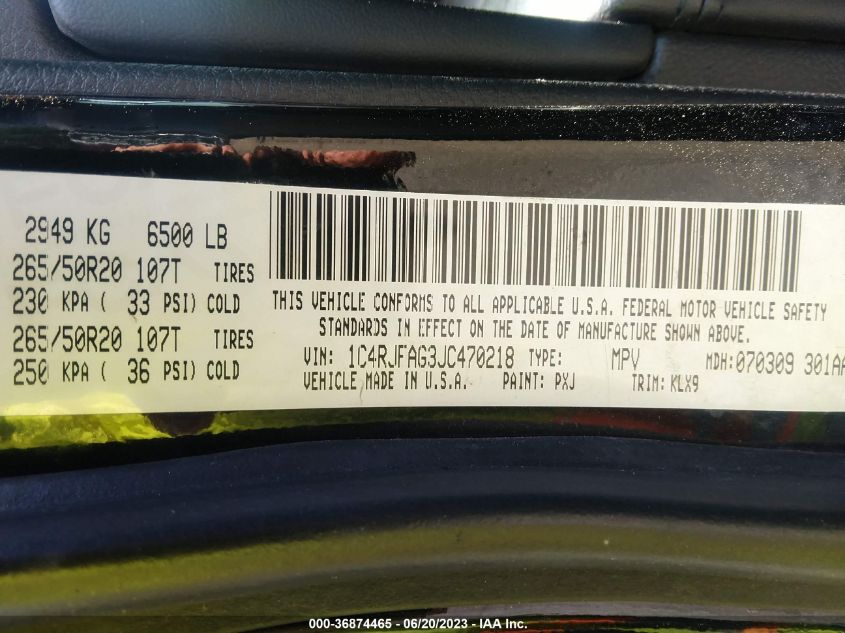 2949 KG 6500 LB
265/50R20 107T TIRES
230 KPA ( 33 PSI) COLD
265/50R20 107T TIRES
250 KPA ( 36 PSI) COLD
THIS VEHICLE CONFORMS TO ALL APPLICABLE U.S.A. FEDERAL MOTOR VEHICLE SAFETY
STANDARDS IN EFFECT ON THE DATE OF MANUFACTURE SHOWN ABOVE.
VIN: 1C4RJFAG3JC470218 TYPE: MPV MDH:070309 301AA
VEHICLE MADE IN U.S.A. PAINT: PXJ TRIM: KLX9
000-36874465 - 06/20/2023 - IAA Inc.